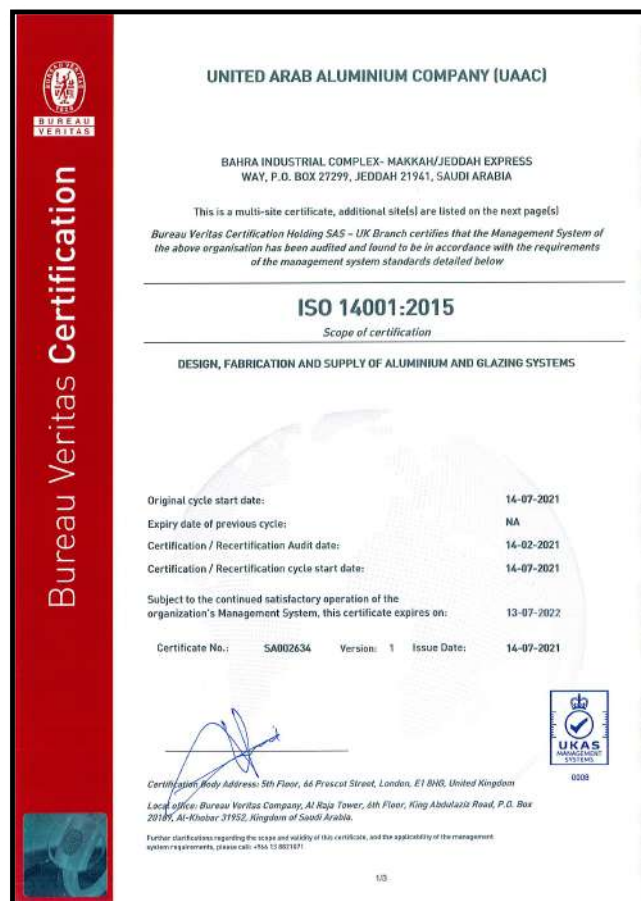 BUREAU
VERITAS
Bureau Veritas Certification
UNITED ARAB ALUMINIUM COMPANY (UAAC)
BAHRA INDUSTRIAL COMPLEX- MAKKAH/JEDDAH EXPRESS
WAY, P.O. BOX 27299, JEDDAH 21941, SAUDI ARABIA
This is a multi-site certificate, additional site(s) are listed on the next page(s)
Bureau Veritas Certification Holding SAS – UK Branch certifies that the Management System of
the above organisation has been audited and found to be in accordance with the requirements
of the management system standards detailed below
ISO 14001:2015
Scope of certification
DESIGN, FABRICATION AND SUPPLY OF ALUMINIUM AND GLAZING SYSTEMS
Original cycle start date: 14-07-2021
Expiry date of previous cycle: NA
Certification / Recertification Audit date: 14-02-2021
Certification / Recertification cycle start date: 14-07-2021
Subject to the continued satisfactory operation of the
organization's Management System, this certificate expires on: 13-07-2022
Certificate No.: SA002634 Version: 1 Issue Date: 14-07-2021
UKAS
MANAGEMENT
SYSTEMS
0008
Certification Body Address: 5th Floor, 66 Prescot Street, London, E1 8HG, United Kingdom
Local office: Bureau Veritas Company, Al Raja Tower, 6th Floor, King Abdulaziz Road, P.O. Box
20189, Al-Khobar 31952, Kingdom of Saudi Arabia.
Further clarifications regarding the scope and validity of this certificate, and the applicability of the management
system requirements, please call: +966 13 8821071
1/3